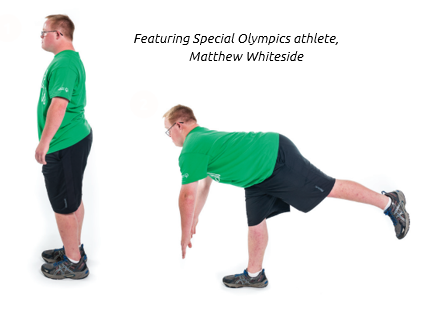 Featuring Special Olympics athlete,
Matthew Whiteside